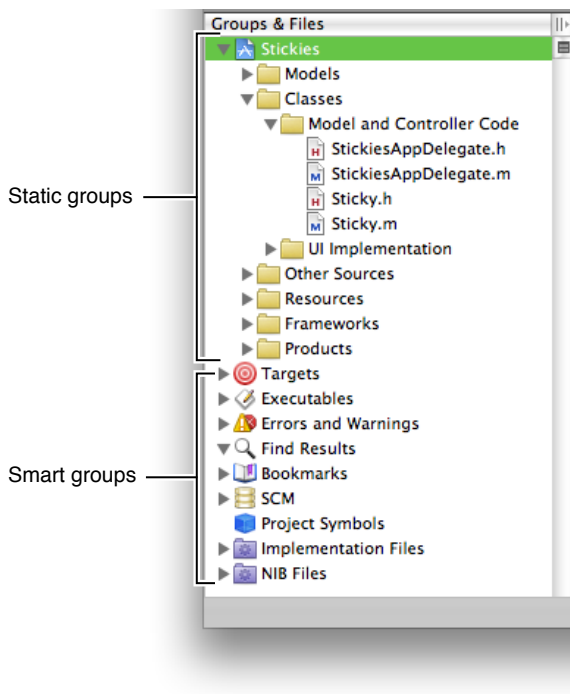 Groups & Files
Stickies
Models
Classes
Model and Controller Code
H StickiesAppDelegate.h
M StickiesAppDelegate.m
H Sticky.h
M Sticky.m
Static groups
UI Implementation
Other Sources
Resources
Frameworks
Products
Targets
Executables
Errors and Warnings
Find Results
Smart groups
Bookmarks
SCM
Project Symbols
Implementation Files
NIB Files